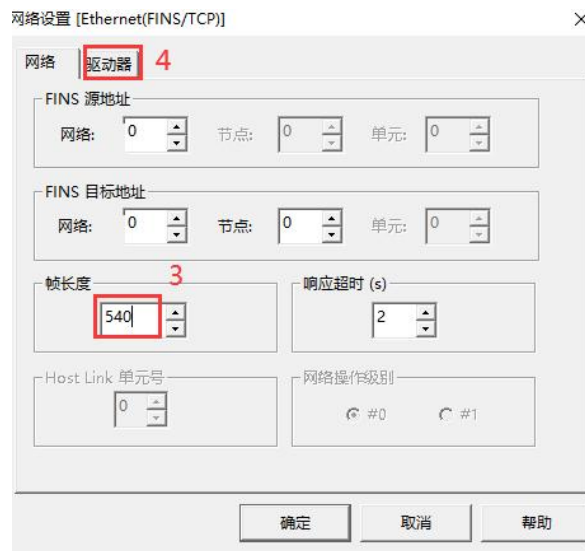 网络设置 [Ethernet(FINS/TCP)]
网络 驱动器 4
FINS 源地址
网络: 0 节点: 0 单元: 0
FINS 目标地址
网络: 0 节点: 0 单元: 0
帧长度 3 响应超时 (s)
540 2
Host Link 单元号 网络操作级别
0 #0 #1
确定 取消 帮助